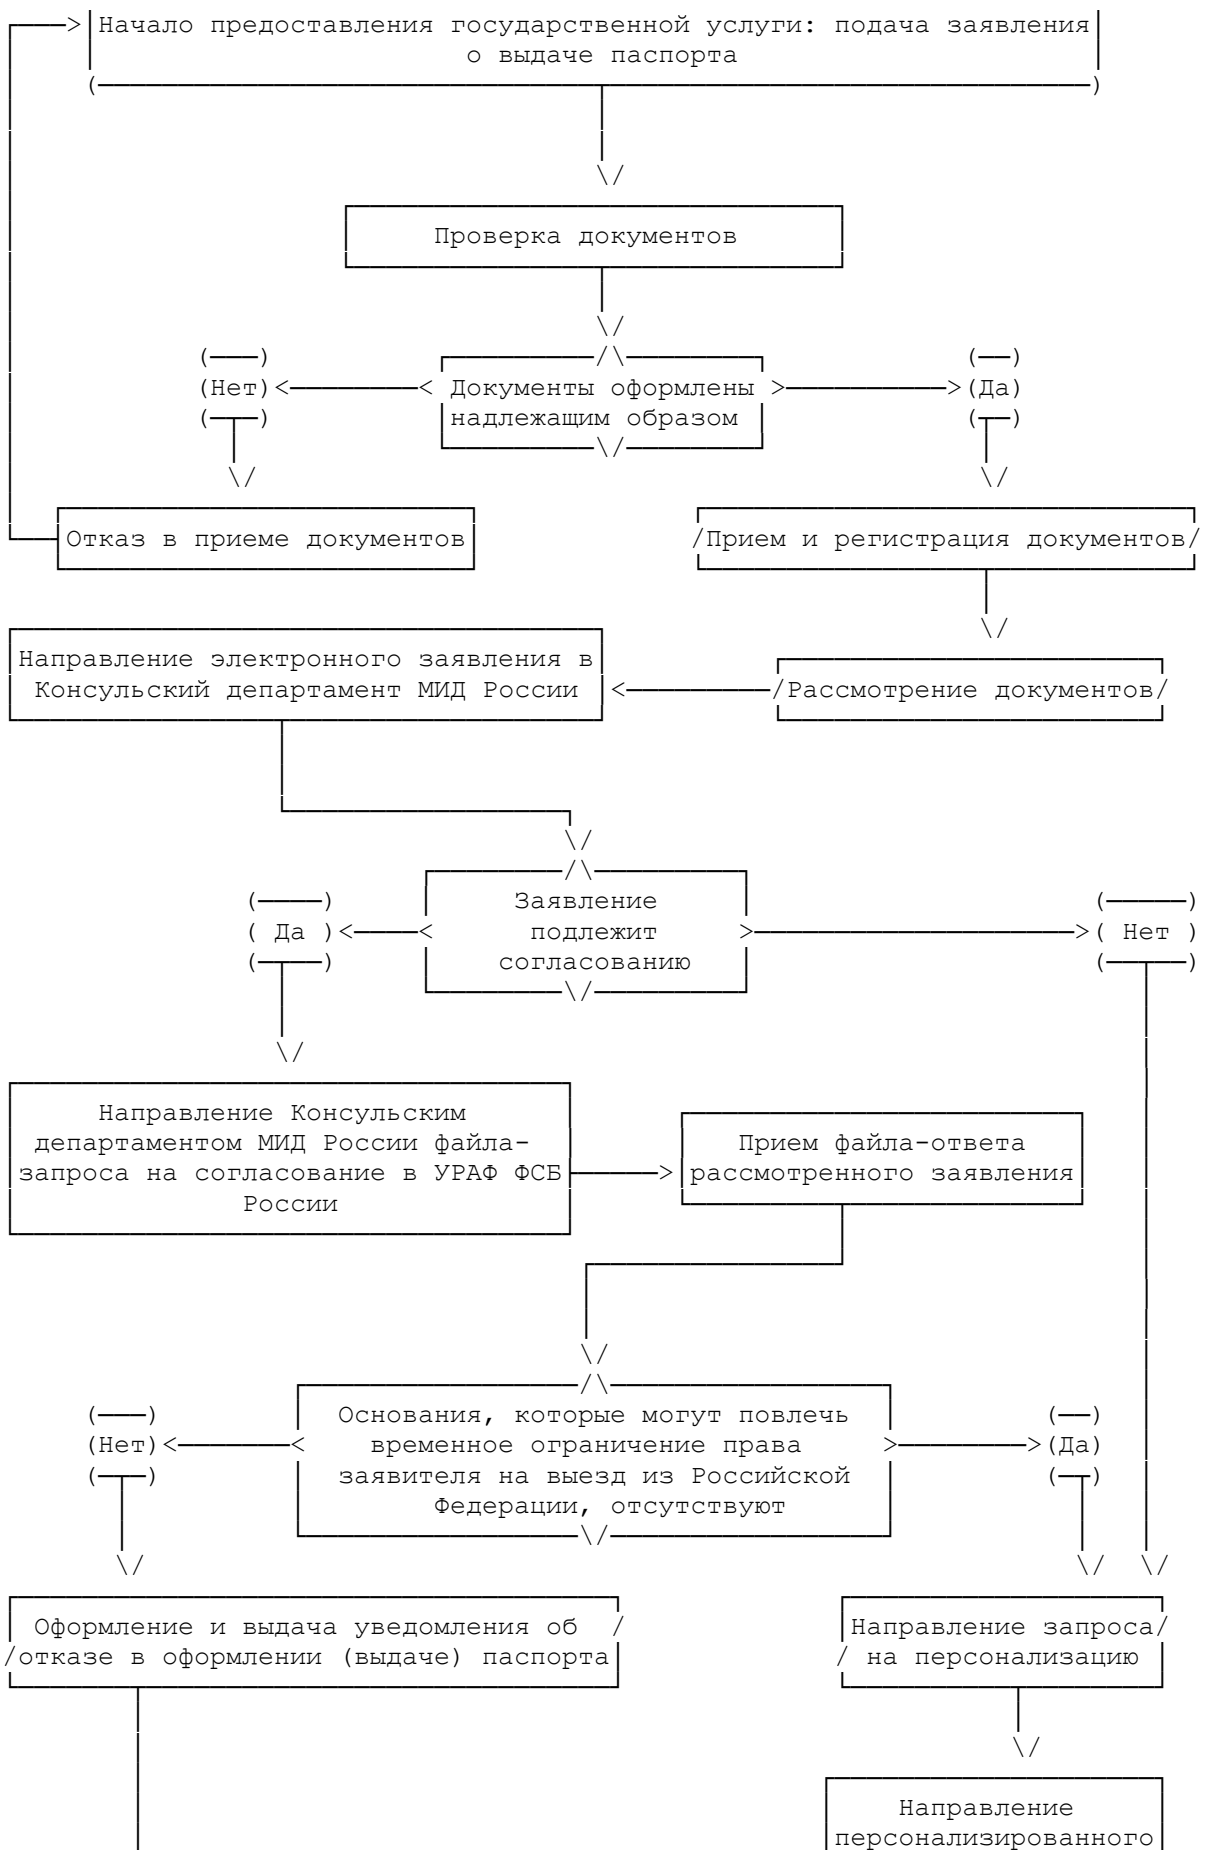 Начало предоставления государственной услуги: подача заявления
о выдаче паспорта
Проверка документов
Документы оформлены
надлежащим образом
(Нет)
(Да)
Отказ в приеме документов
/Прием и регистрация документов/
Направление электронного заявления в
Консульский департамент МИД России
/Рассмотрение документов/
Заявление
подлежит
согласованию
( Да )
( Нет )
Направление Консульским
департаментом МИД России файла-
запроса на согласование в УРАФ ФСБ
России
Прием файла-ответа
рассмотренного заявления
Основания, которые могут повлечь
временное ограничение права
заявителя на выезд из Российской
Федерации, отсутствуют
(Нет)
(Да)
Оформление и выдача уведомления об /
/отказе в оформлении (выдаче) паспорта
Направление запроса/
/ на персонализацию
Направление
персонализированного